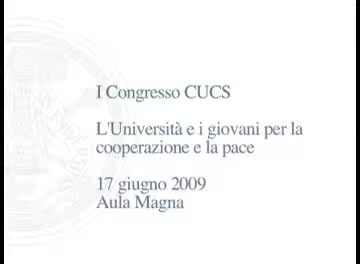 I Congresso CUCS
L'Università e i giovani per la
cooperazione e la pace
17 giugno 2009
Aula Magna